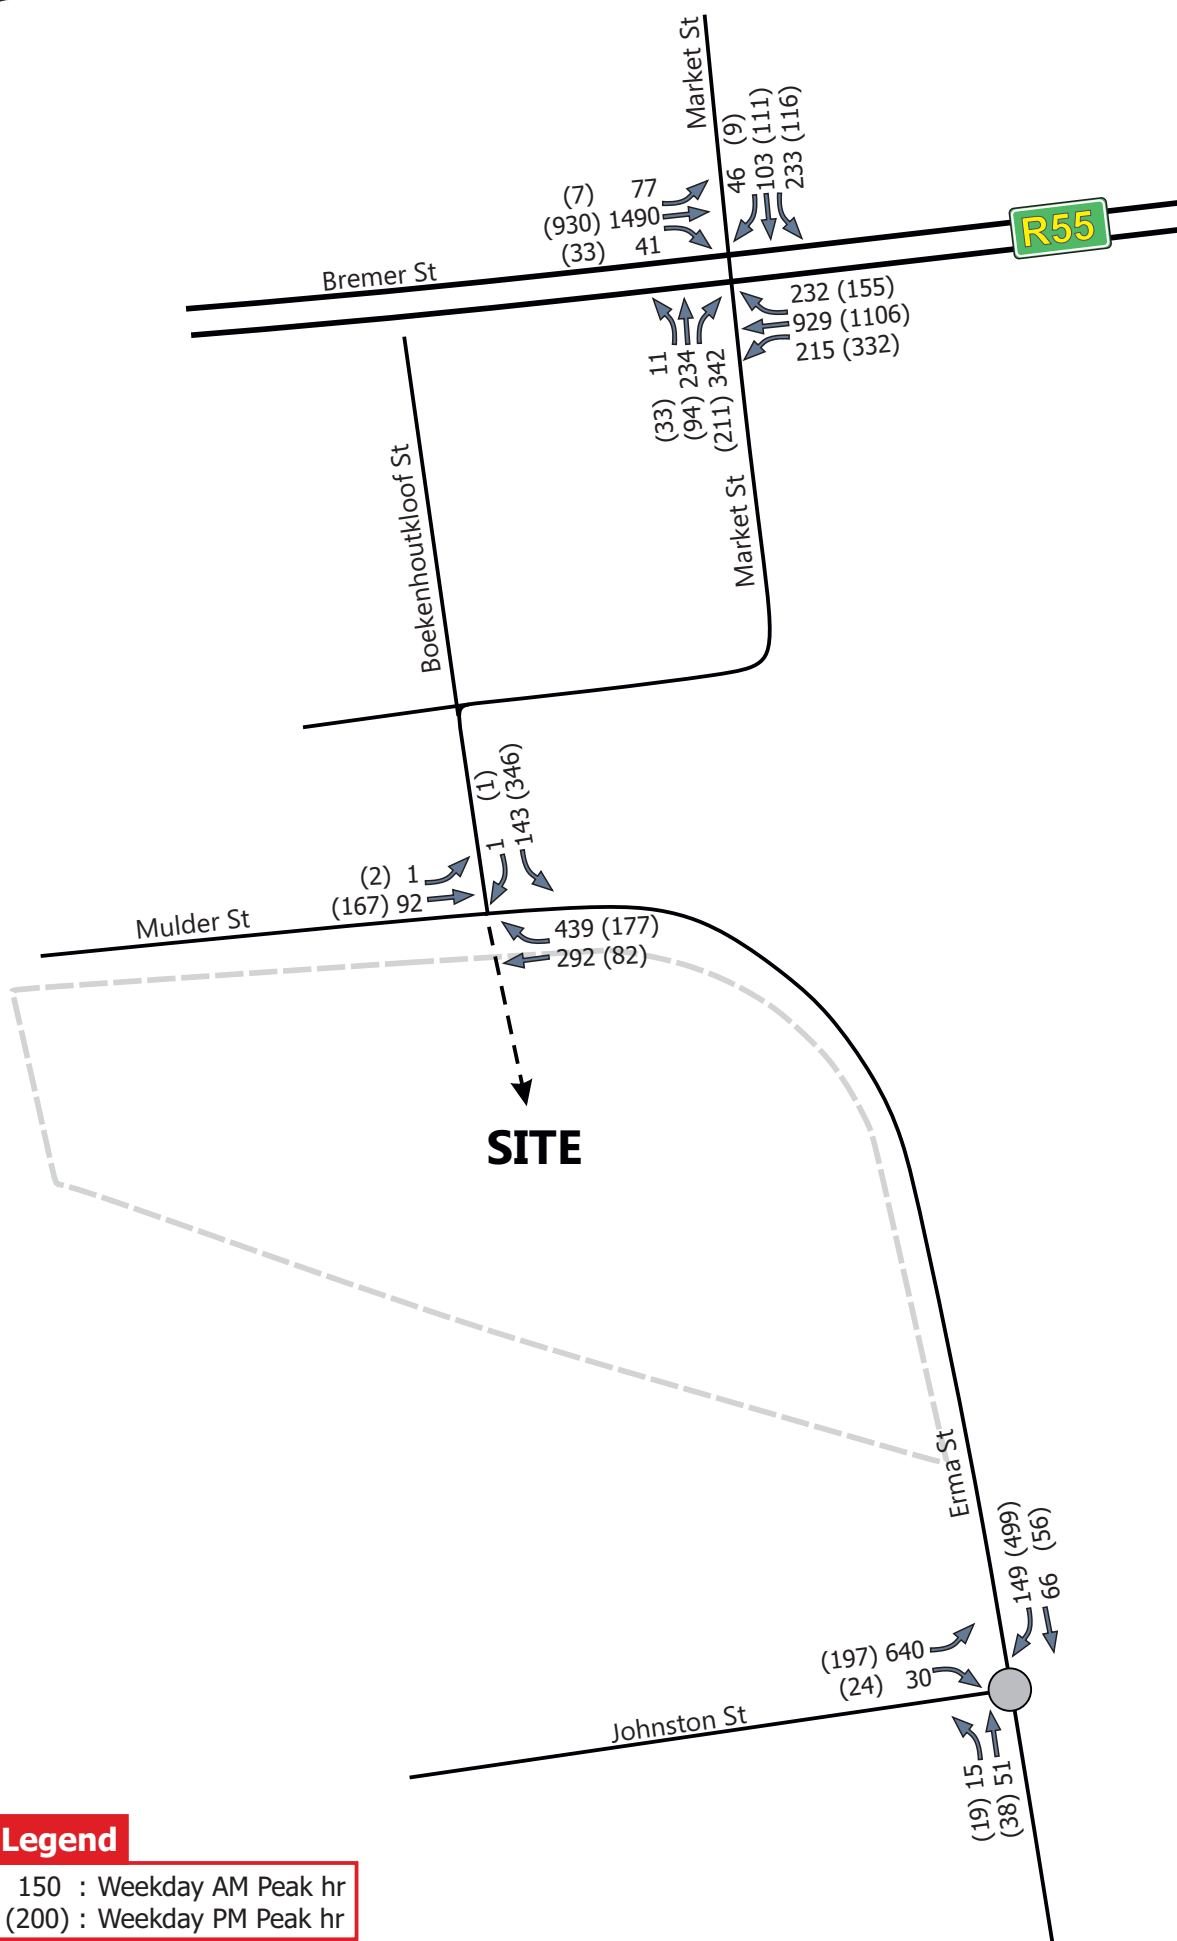 Market St
46 (9)
103 (111)
233 (116)
(7) 77
(930) 1490
(33) 41
R55
Bremer St
232 (155)
929 (1106)
215 (332)
(33) 11
(94) 234
(211) 342
Boekenhoutkloof St
Market St
1 (1)
143 (346)
(2) 1
(167) 92
Mulder St
439 (177)
292 (82)
SITE
Erma St
149 (499)
66 (56)
(197) 640
(24) 30
Johnston St
(19) 15
(38) 51
Legend
150 : Weekday AM Peak hr
(200) : Weekday PM Peak hr